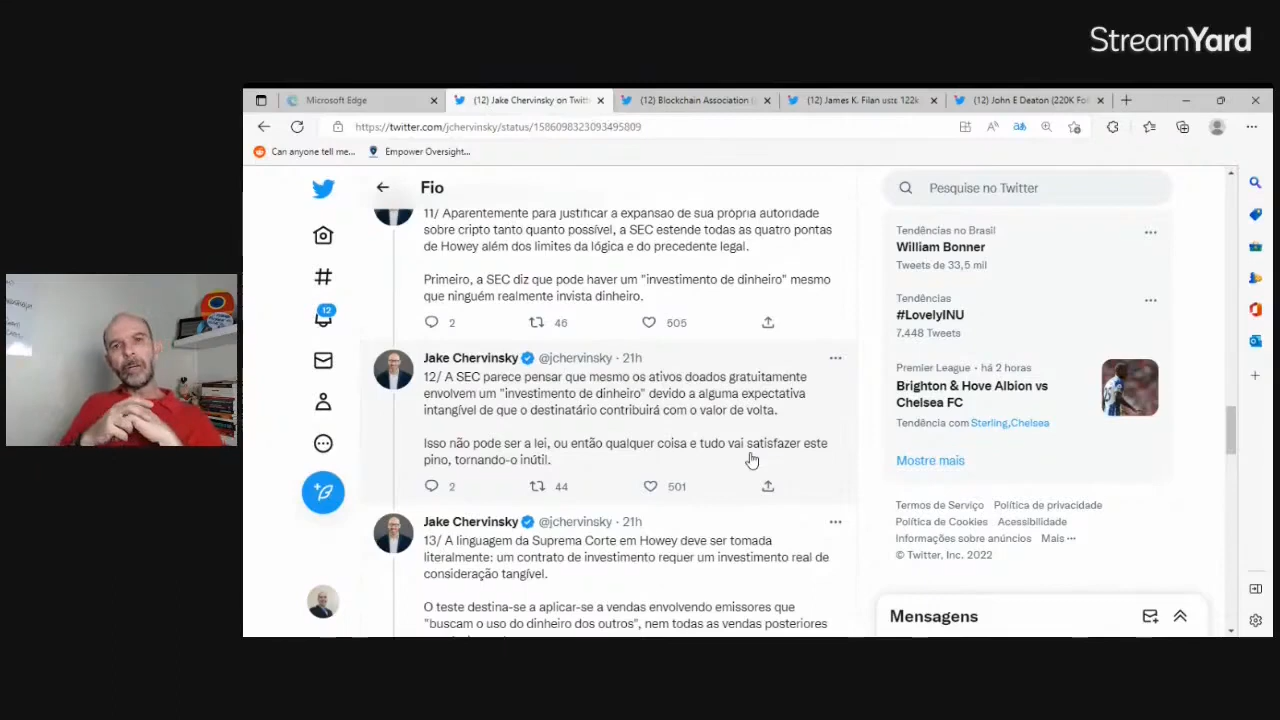 StreamYard
Microsoft Edge
(12) Jake Chervinsky on Twitt
(12) Blockchain Association
(12) James K. Filan
122k
(12) John E Deaton (220K Fo
https://twitter.com/jchervinsky/status/1586098323093495809
Can anyone tell me...
Empower Oversight...
Fio
Pesquise no Twitter
11/ Aparentemente para justificar a expansão de sua própria autoridade
sobre cripto tanto quanto possível, a SEC estende todas as quatro pontas
de Howey além dos limites da lógica e do precedente legal.
Primeiro, a SEC diz que pode haver um "investimento de dinheiro" mesmo
que ninguém realmente invista dinheiro.
2 46 505
Jake Chervinsky @jchervinsky · 21h
12/ A SEC parece pensar que mesmo os ativos doados gratuitamente
envolvem um "investimento de dinheiro" devido a alguma expectativa
intangível de que o destinatário contribuirá com o valor de volta.
Isso não pode ser a lei, ou então qualquer coisa e tudo vai satisfazer este
pino, tornando-o inútil.
2 44 501
Jake Chervinsky @jchervinsky · 21h
13/ A linguagem da Suprema Corte em Howey deve ser tomada
literalmente: um contrato de investimento requer um investimento real de
consideração tangível.
O teste destina-se a aplicar-se a vendas envolvendo emissores que
"buscam o uso do dinheiro dos outros", nem todas as vendas posteriores
12
Tendências no Brasil
William Bonner
Tweets de 33,5 mil
Tendências
#LovelyINU
7.448 Tweets
Premier League · há 2 horas
Brighton & Hove Albion vs
Chelsea FC
Tendência com Sterling,Chelsea
Mostre mais
Termos de Serviço Política de privacidade
Política de Cookies Acessibilidade
Informações sobre anúncios Mais ···
© Twitter, Inc. 2022
Mensagens